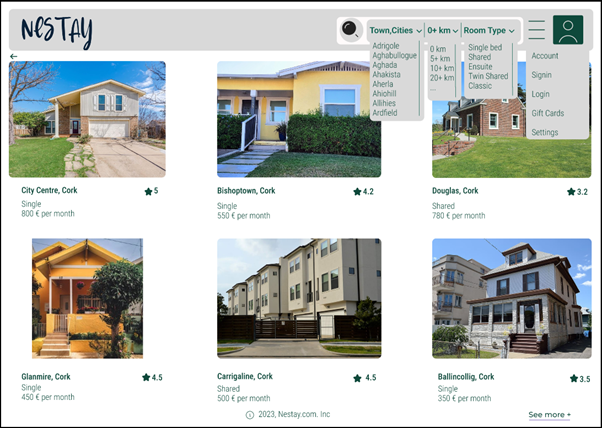 NESTAY
Town,Cities 0+ km Room Type
Adrigole
Aghabullogue
Aghada
Ahakista
Aherla
Ahiohill
Allihies
Ardfield
0 km
5+ km
10+ km
20+ km
...
Single bed
Shared
Ensuite
Twin Shared
Classic
Account
Signin
Login
Gift Cards
Settings
City Centre, Cork 5
Single
800 € per month
Bishoptown, Cork 4.2
Single
550 € per month
Douglas, Cork 3.2
Shared
780 € per month
Glanmire, Cork 4.5
Single
450 € per month
Carrigaline, Cork 4.5
Shared
500 € per month
Ballincollig, Cork 3.5
Single
350 € per month
2023, Nestay.com. Inc
See more +